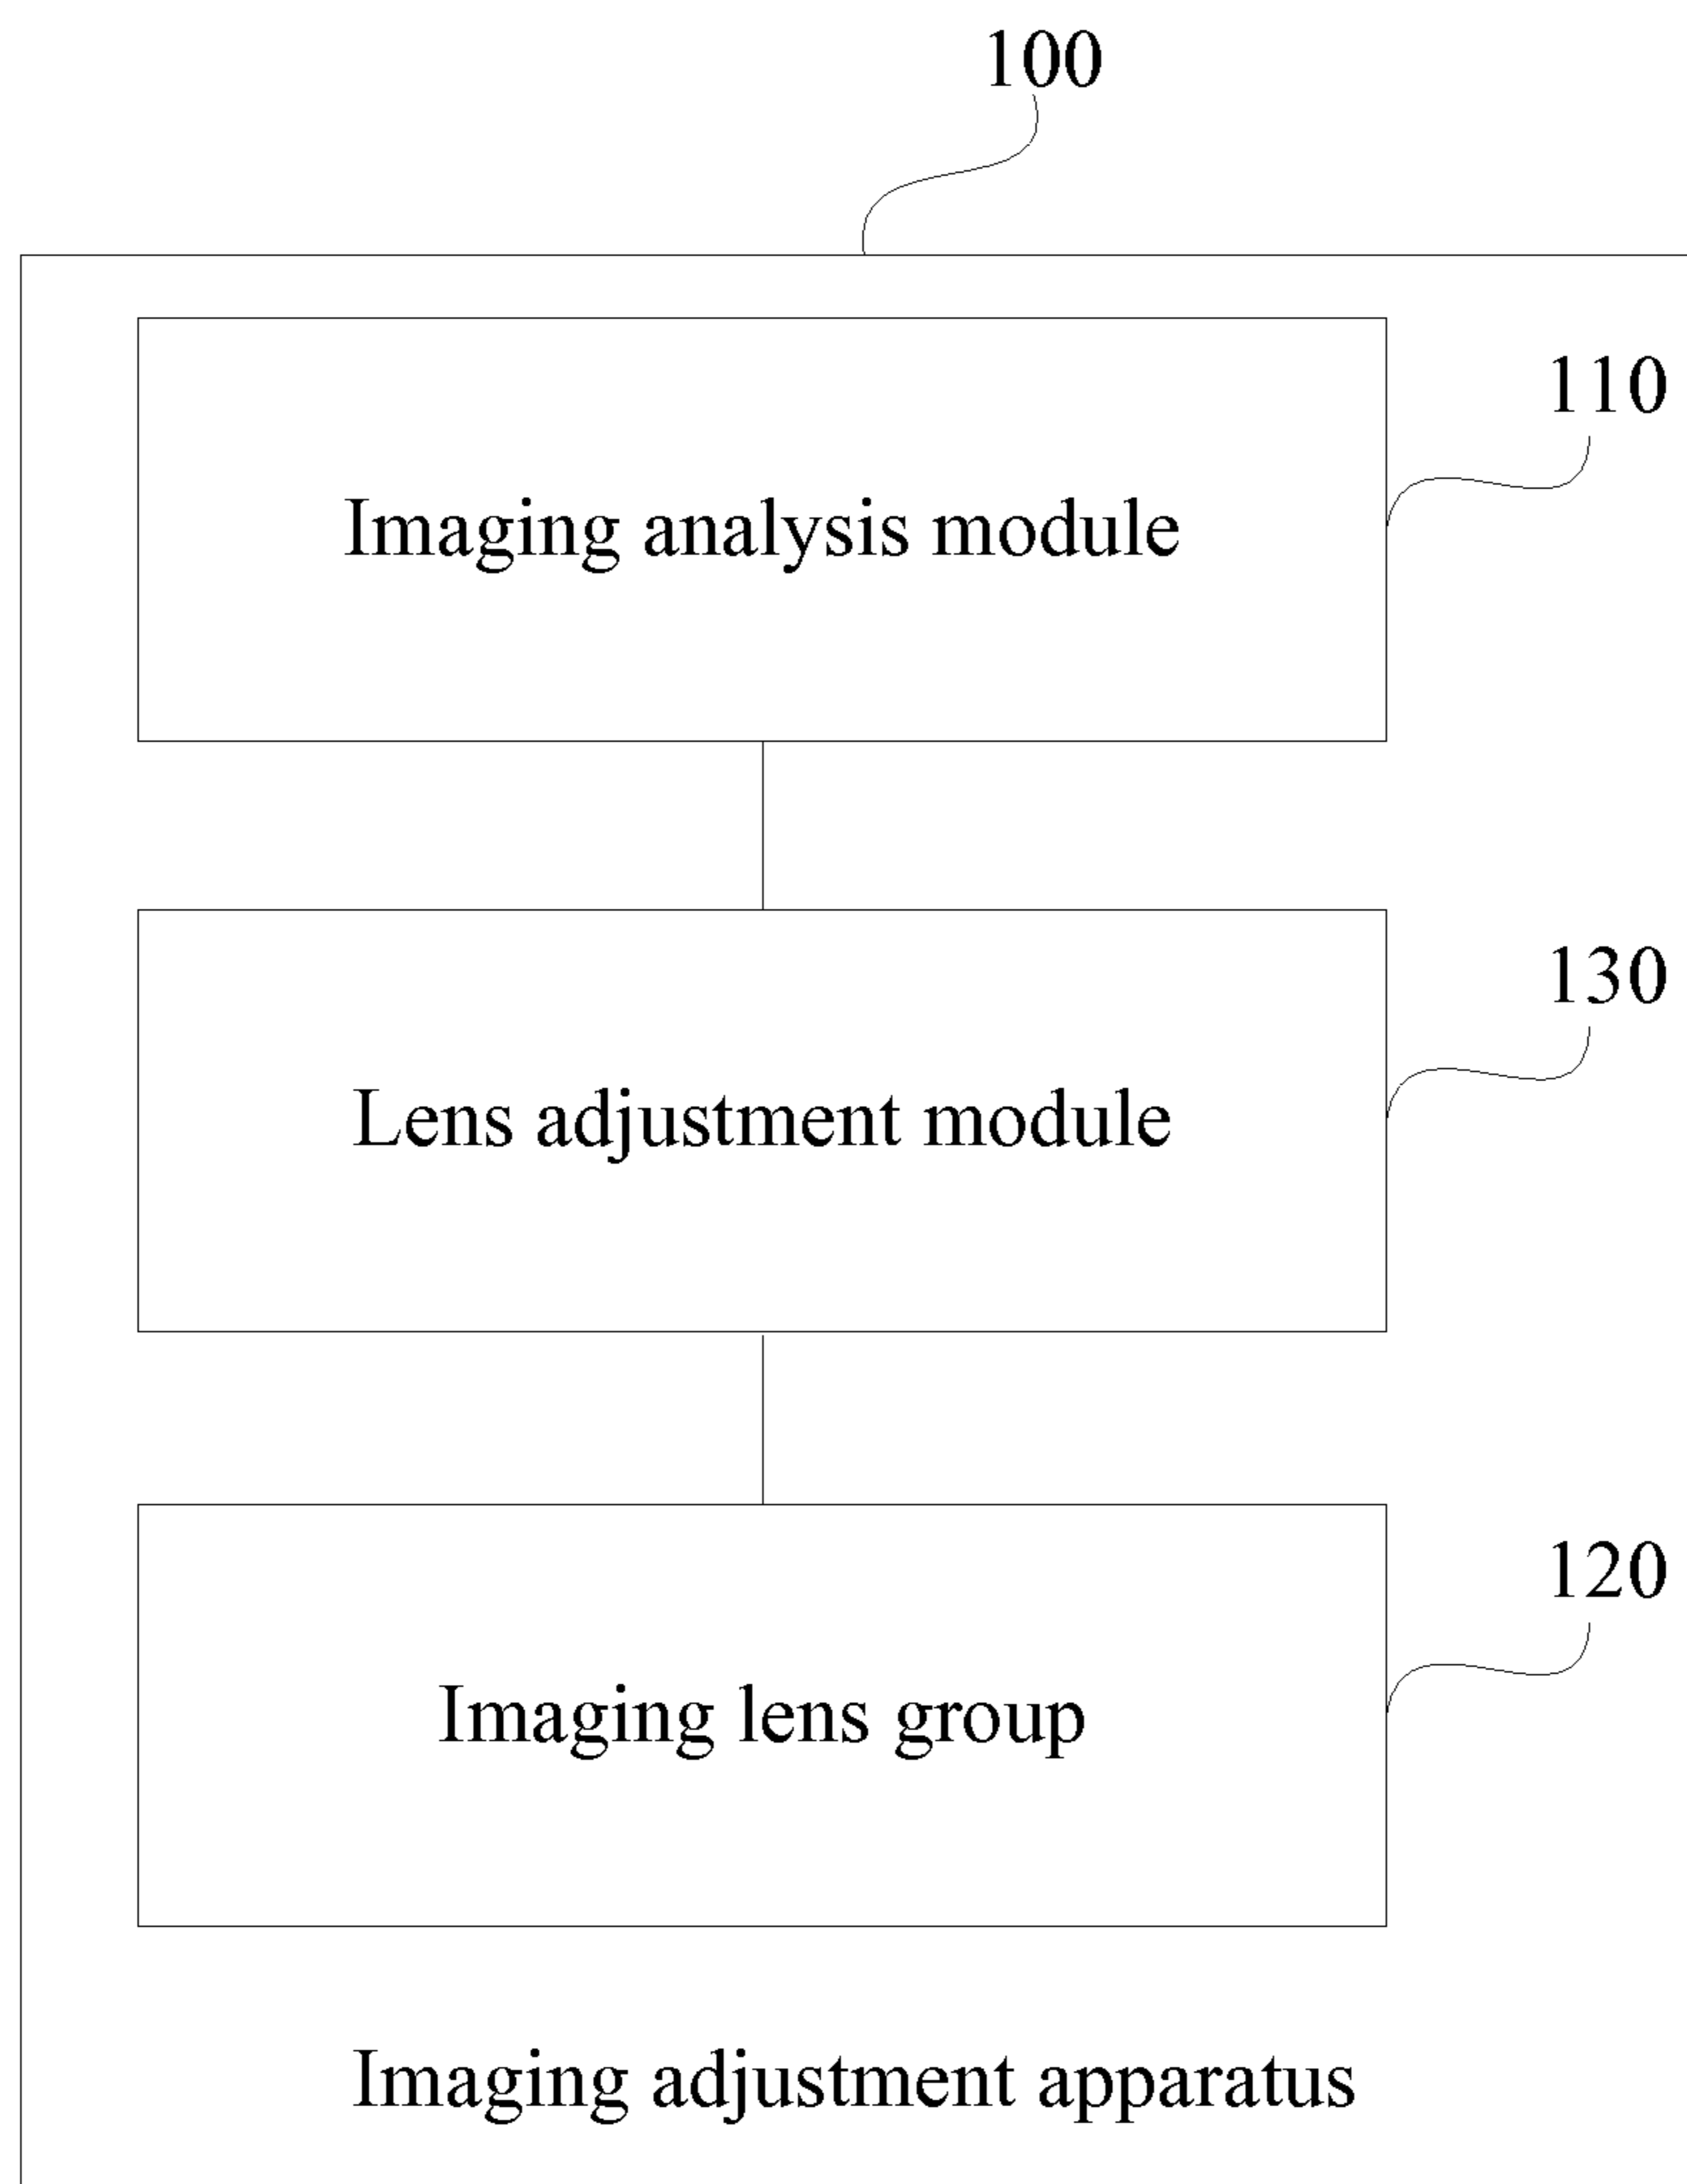 100
110
Imaging analysis module
130
Lens adjustment module
120
Imaging lens group
Imaging adjustment apparatus